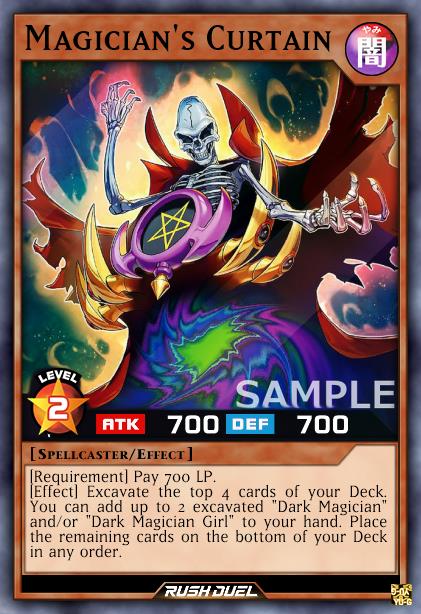 Magician's Curtain
やみ
闇
SAMPLE
LEVEL
2
ATK 700 DEF 700
[Spellcaster/Effect]
[Requirement] Pay 700 LP.
[Effect] Excavate the top 4 cards of your Deck.
You can add up to 2 excavated "Dark Magician"
and/or "Dark Magician Girl" to your hand. Place
the remaining cards on the bottom of your Deck
in any order.
RUSH DUEL